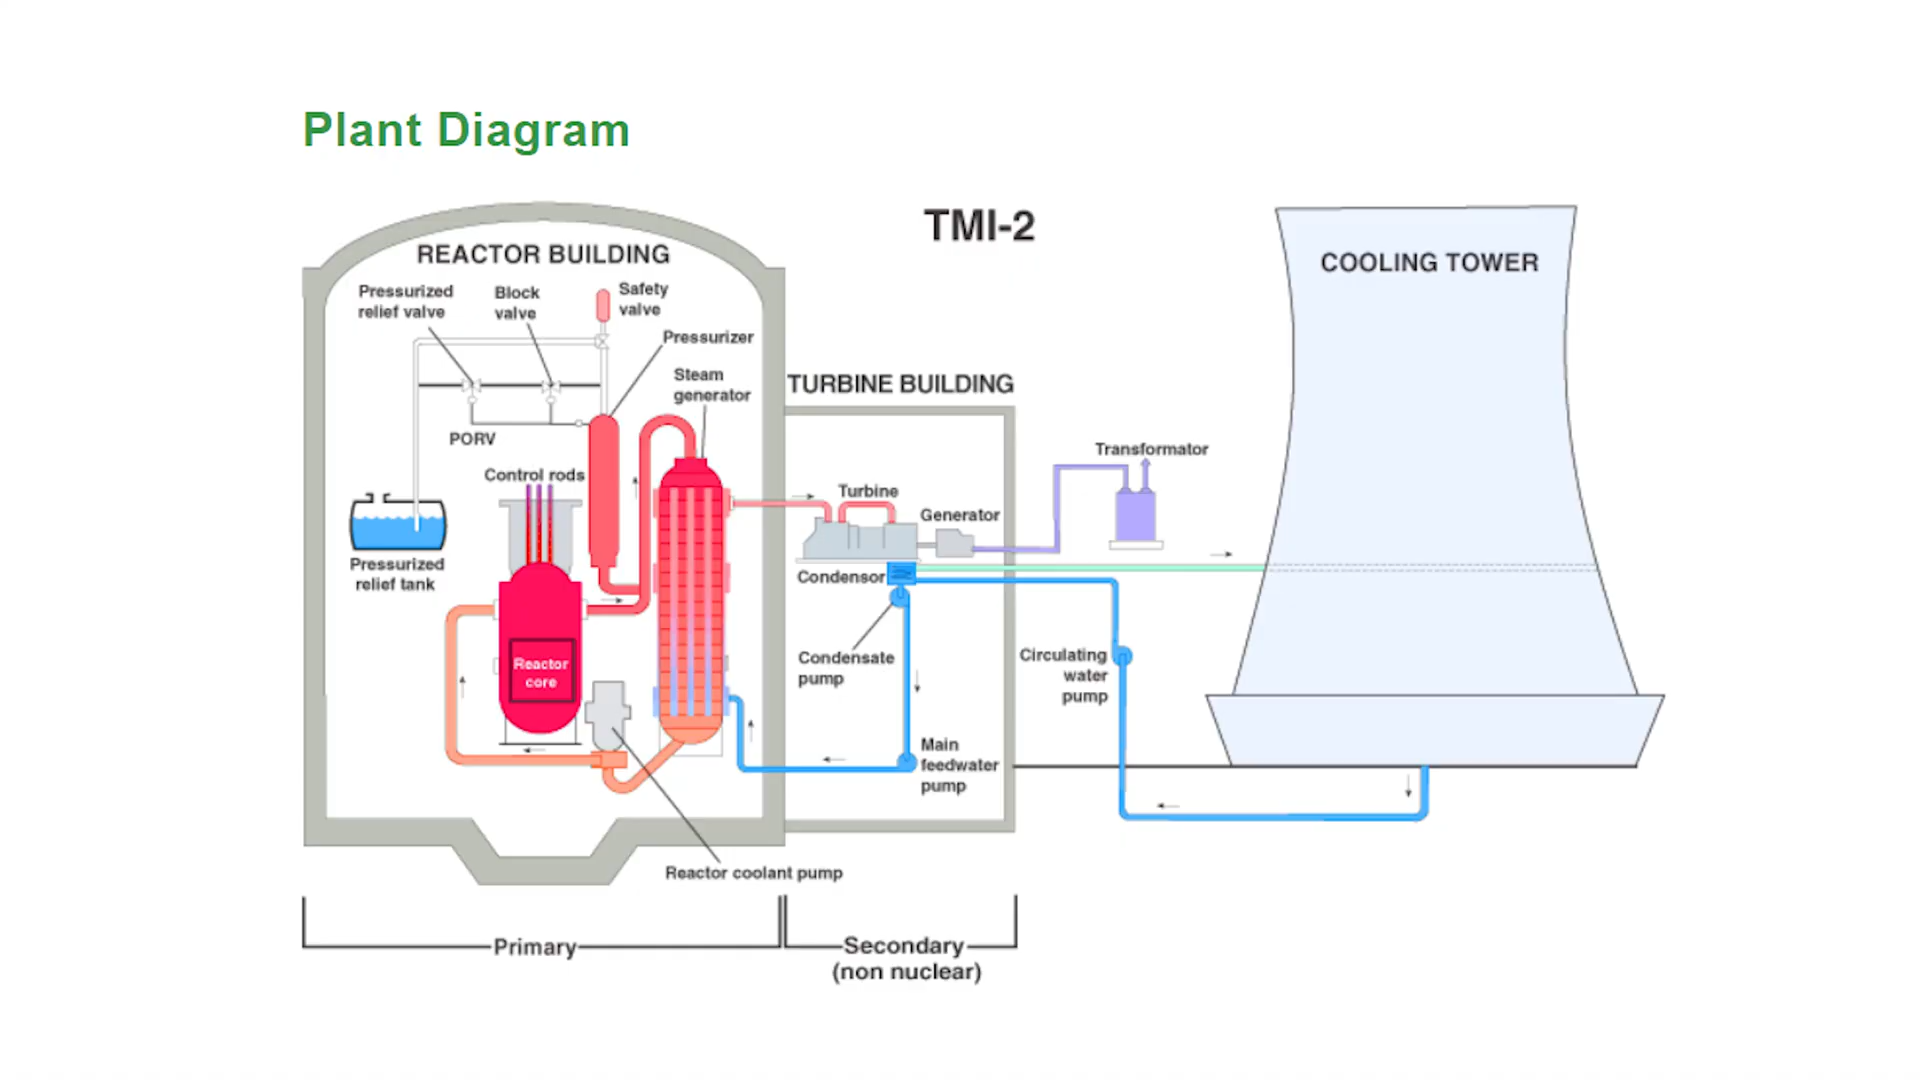 Plant Diagram
TMI-2
REACTOR BUILDING
COOLING TOWER
Pressurized
relief valve
Block
valve
Safety
valve
Pressurizer
Steam
generator
TURBINE BUILDING
PORV
Control rods
Transformator
Turbine
Generator
Pressurized
relief tank
Condensor
Reactor
core
Condensate
pump
Circulating
water
pump
Main
feedwater
pump
Reactor coolant pump
Primary
Secondary
(non nuclear)